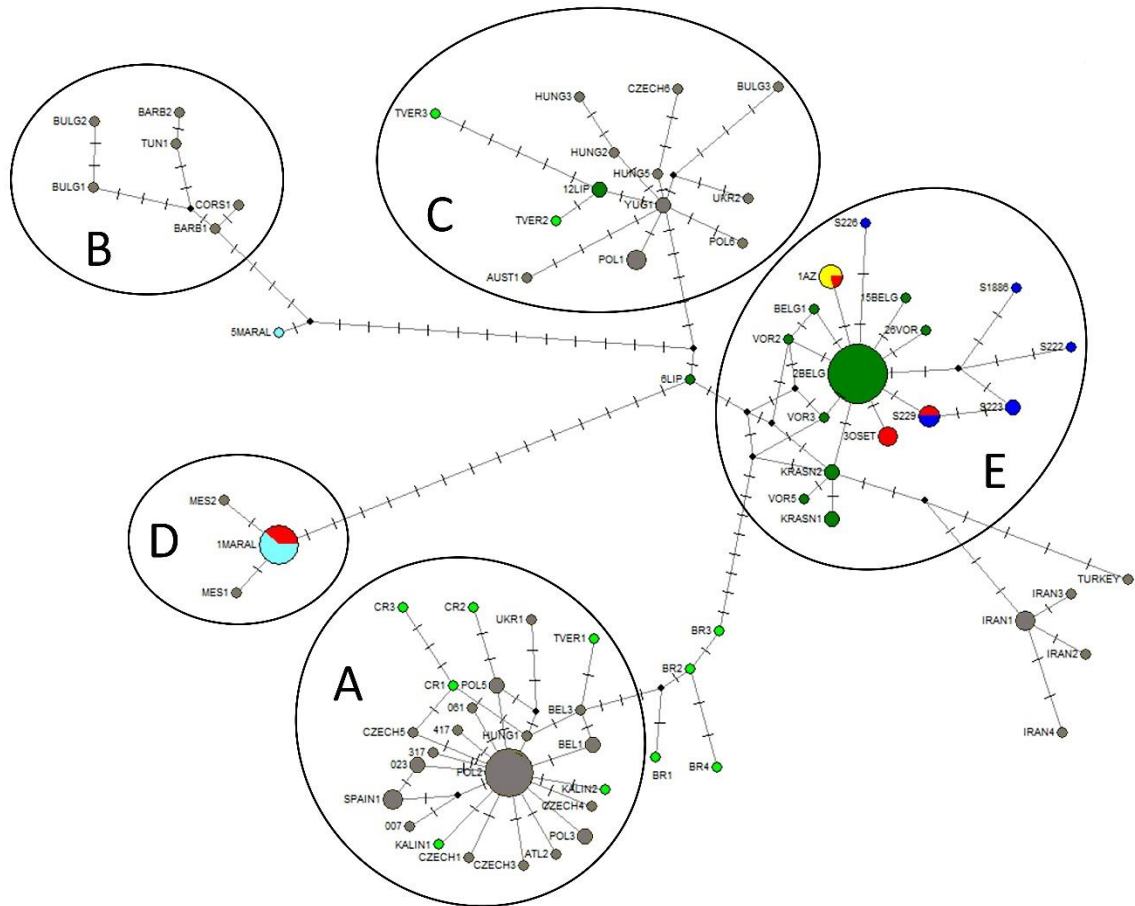 B
BULG2
BARB2
TUN1
BULG1
CORS1
BARB1
5MARAL
C
TVER3
HUNG3
CZECH6
BULG3
HUNG2
HUNG5
12LIP
YUG1
UKR2
TVER2
POL6
POL1
AUST1
6LIP
E
S226
1AZ
S1886
15BELG
BELG1
26VOR
VOR2
S222
2BELG
S223
S229
VOR3
3OSET
KRASN2
VOR5
KRASN1
TURKEY
IRAN3
IRAN1
IRAN2
IRAN4
D
MES2
1MARAL
MES1
A
CR3
CR2
UKR1
TVER1
BR3
BR2
CR1
POL5
061
BEL3
CZECH5
417
HUNG1
BEL1
317
023
POL2
BR1
BR4
KALIN2
SPAIN1
CZECH4
007
POL3
KALIN1
CZECH1
CZECH3
ATL2